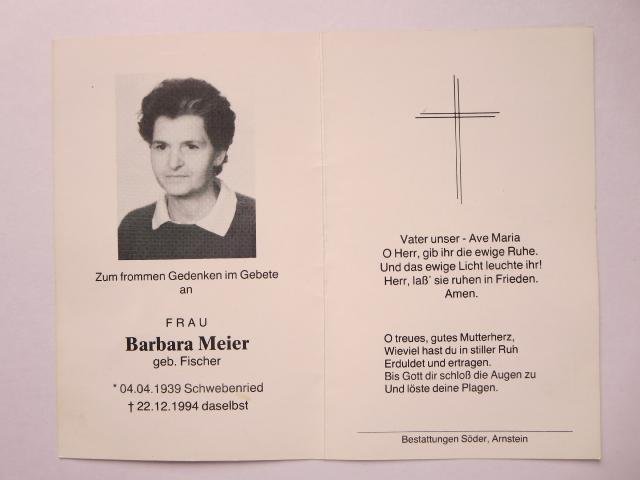 Zum frommen Gedenken im Gebete
an
FRAU
Barbara Meier
geb. Fischer
* 04.04.1939 Schwebenried
† 22.12.1994 daselbst
Vater unser - Ave Maria
O Herr, gib ihr die ewige Ruhe.
Und das ewige Licht leuchte ihr!
Herr, laß' sie ruhen in Frieden.
Amen.
O treues, gutes Mutterherz,
Wieviel hast du in stiller Ruh
Erduldet und ertragen.
Bis Gott dir schloß die Augen zu
Und löste deine Plagen.
Bestattungen Söder, Arnstein